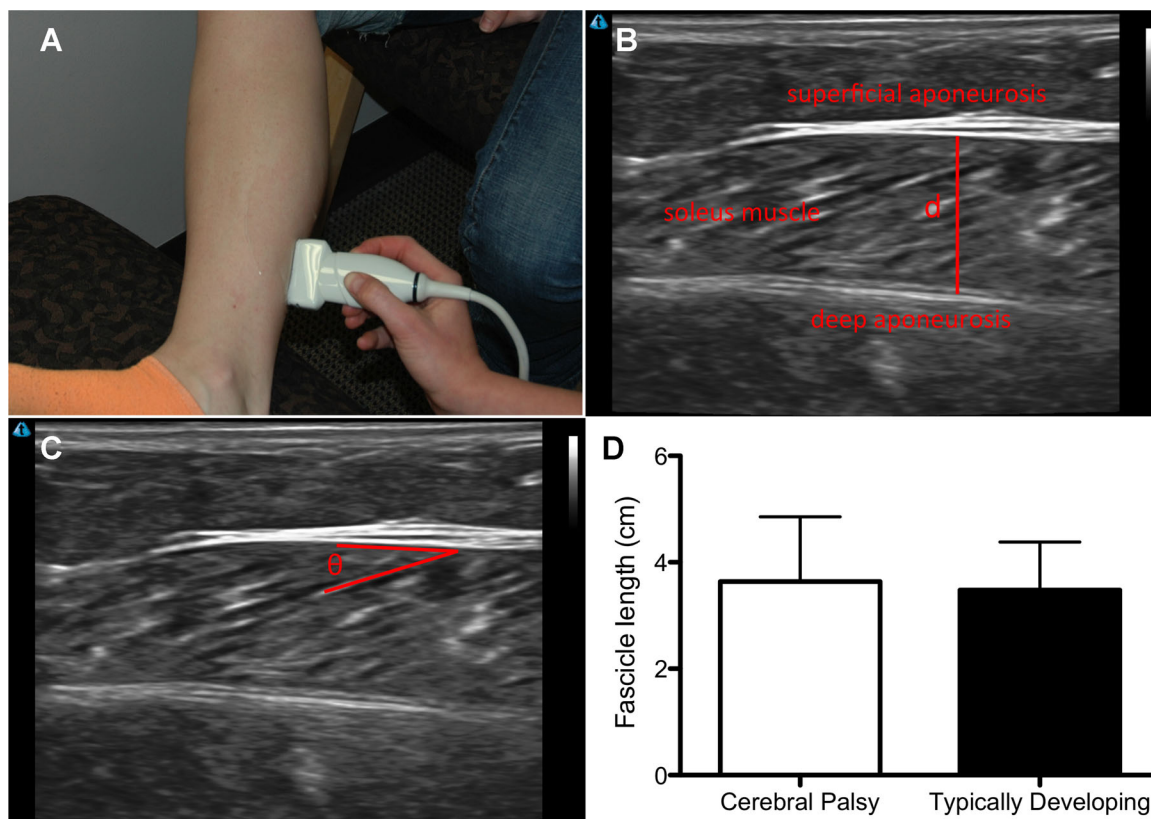 A
B
t
superficial aponeurosis
soleus muscle
d
deep aponeurosis
t
C
θ
D
6
4
2
0
Fascicle length (cm)
Cerebral Palsy
Typically Developing